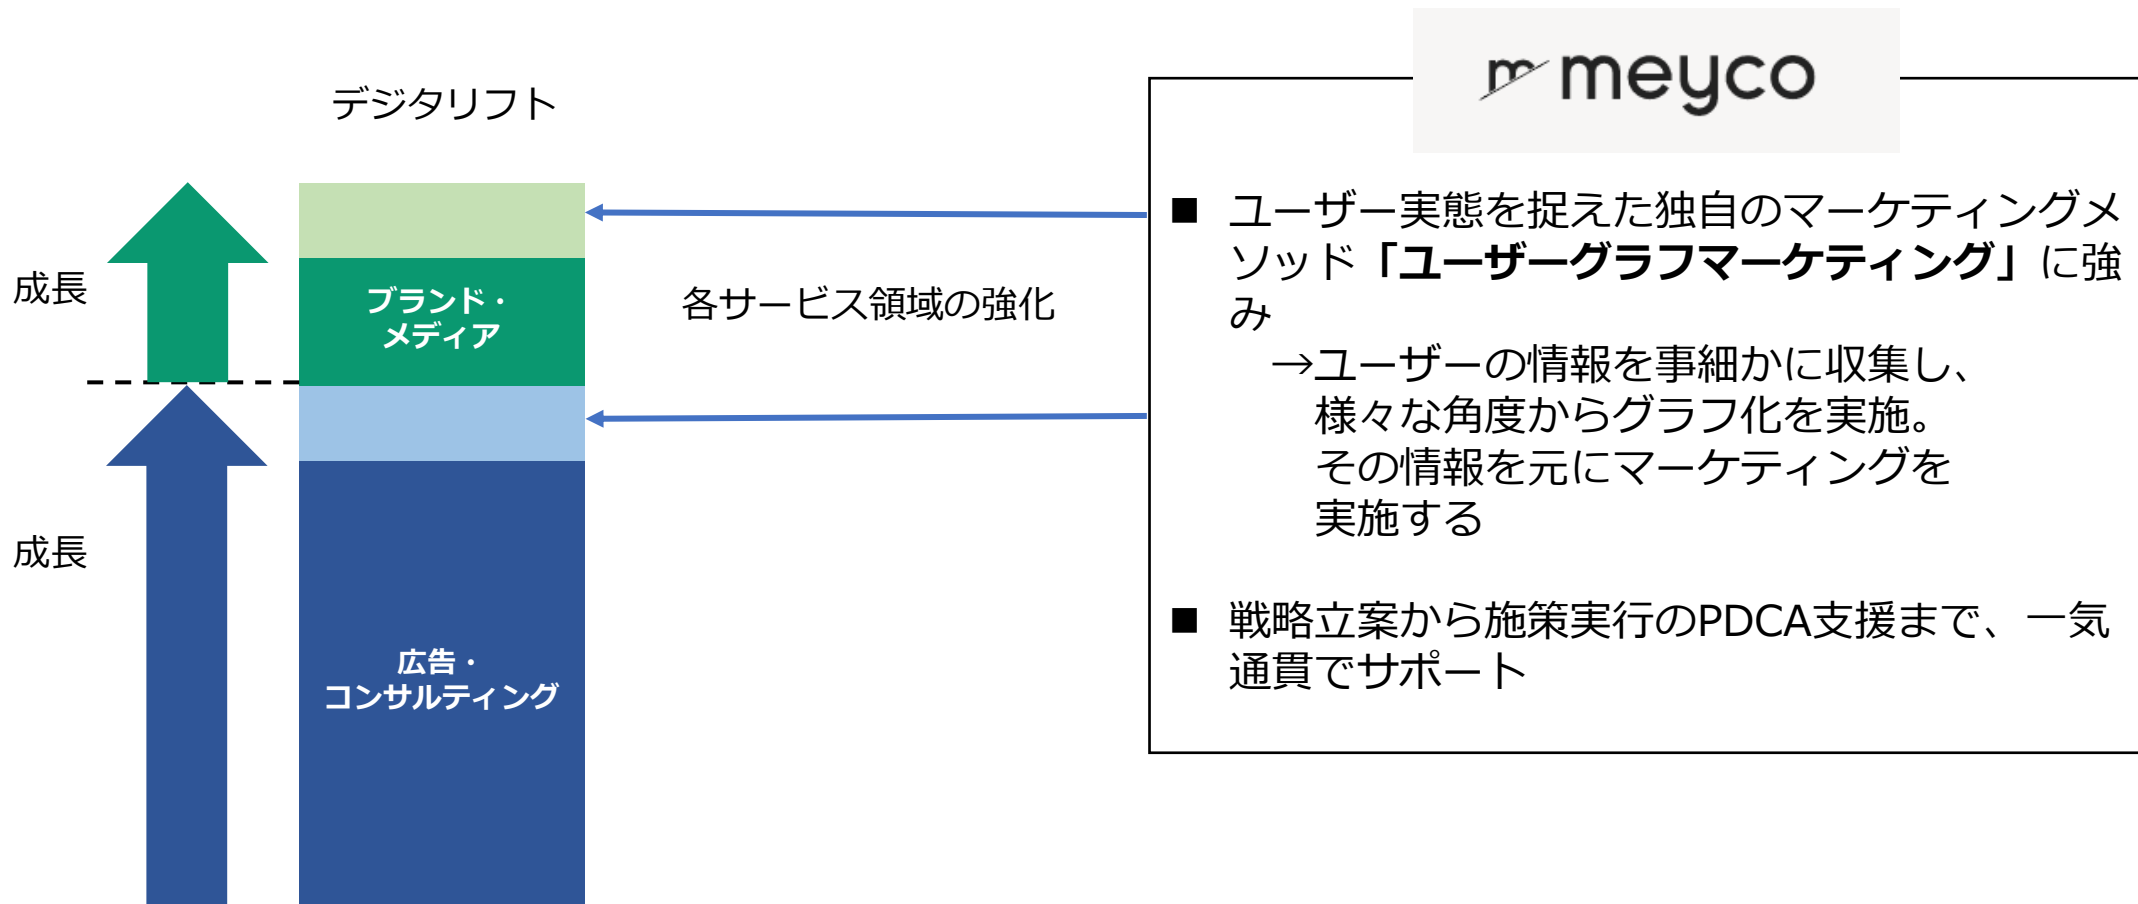 デジタリフト
成長
ブランド・
メディア
成長
広告・
コンサルティング
各サービス領域の強化
m meyco
■ ユーザー実態を捉えた独自のマーケティングメ
ソッド「ユーザーグラフマーケティング」に強
み
→ユーザーの情報を事細かに収集し、
様々な角度からグラフ化を実施。
その情報を元にマーケティングを
実施する
■ 戦略立案から施策実行のPDCA支援まで、一気
通貫でサポート